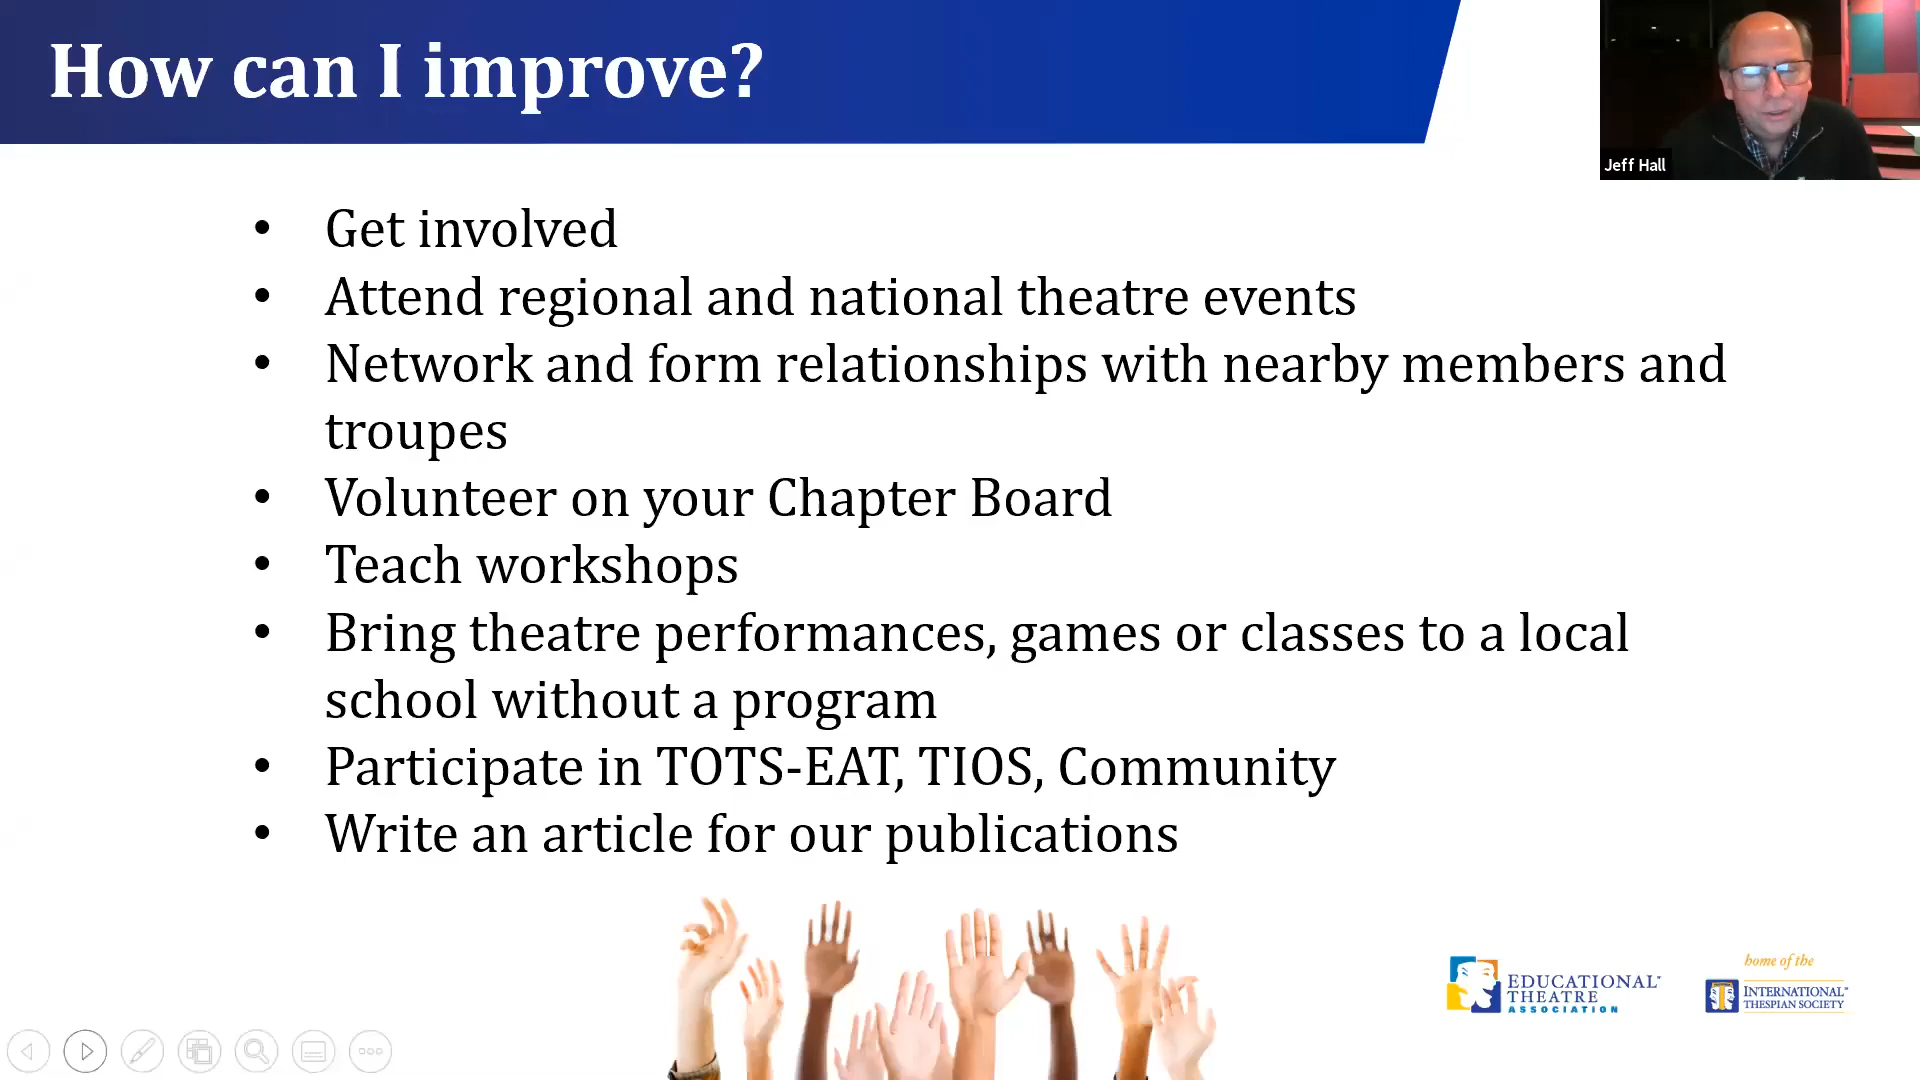 How can I improve?
Jeff Hall
• Get involved
• Attend regional and national theatre events
• Network and form relationships with nearby members and
troupes
• Volunteer on your Chapter Board
• Teach workshops
• Bring theatre performances, games or classes to a local
school without a program
• Participate in TOTS-EAT, TIOS, Community
• Write an article for our publications
EDUCATIONAL
THEATRE
ASSOCIATION
home of the
INTERNATIONAL
THESPIAN SOCIETY